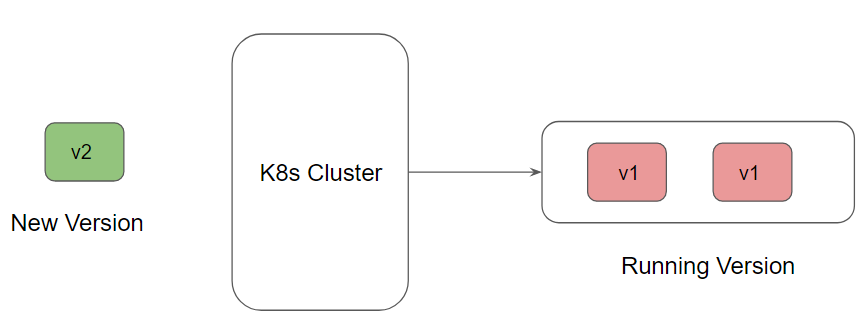 v2
New Version
K8s Cluster
v1
v1
Running Version